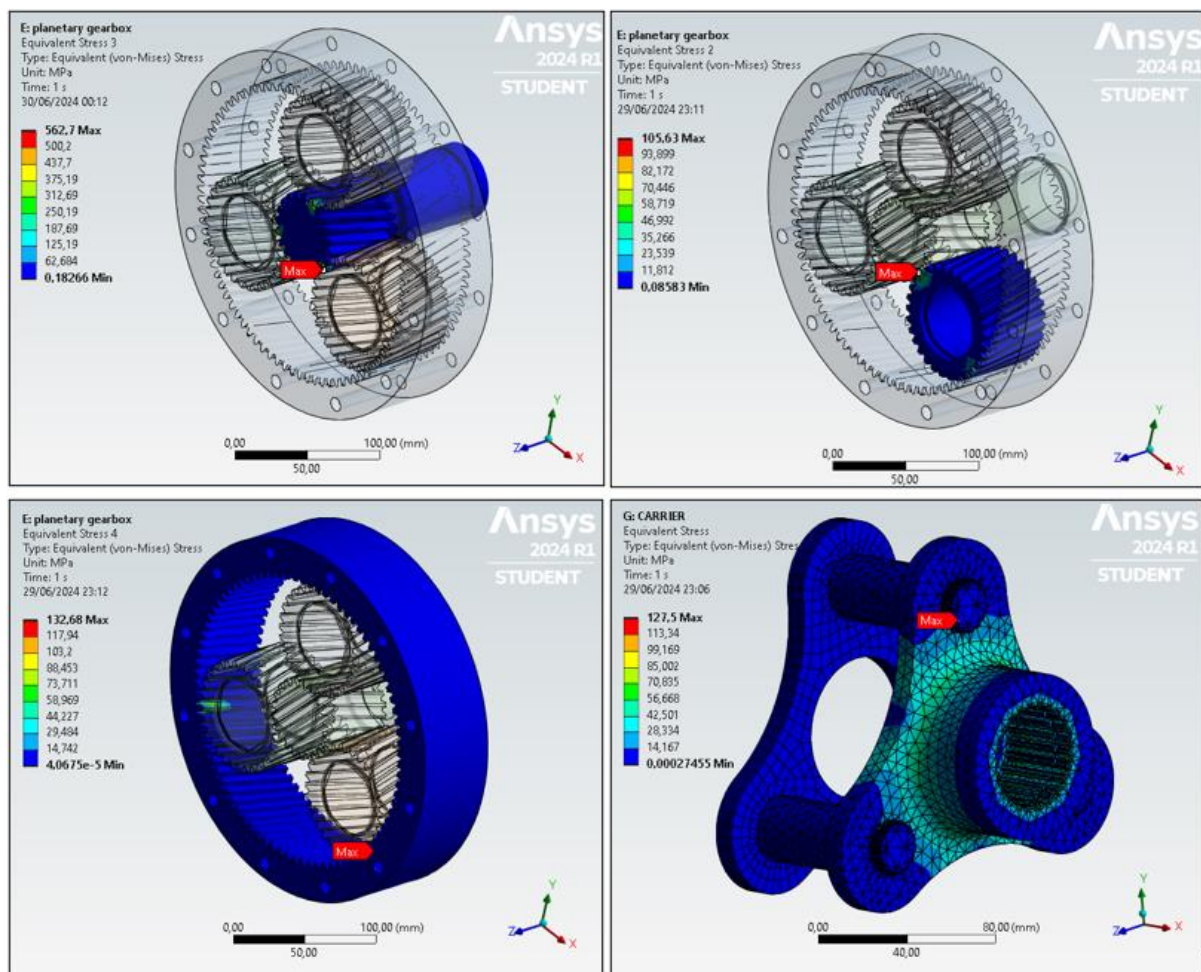 E: planetary gearbox
Equivalent Stress 3
Type: Equivalent (von-Mises) Stress
Unit: MPa
Time: 1 s
30/06/2024 00:12
562,7 Max
500,2
437,7
375,19
312,69
250,19
187,69
125,19
62,684
0,18266 Min
Ansys
2024 R1
STUDENT
Max
0,00
100,00 (mm)
50,00
Y
Z
X
E: planetary gearbox
Equivalent Stress 2
Type: Equivalent (von-Mises) Stress
Unit: MPa
Time: 1 s
29/06/2024 23:11
105,63 Max
93,899
82,172
70,446
58,719
46,992
35,266
23,539
11,812
0,08583 Min
Ansys
2024 R1
STUDENT
Max
0,00
100,00 (mm)
50,00
Y
Z
X
E: planetary gearbox
Equivalent Stress 4
Type: Equivalent (von-Mises) Stress
Unit: MPa
Time: 1 s
29/06/2024 23:12
132,68 Max
117,94
103,2
88,453
73,711
58,969
44,227
29,484
14,742
4,0675e-5 Min
Ansys
2024 R1
STUDENT
Max
0,00
100,00 (mm)
50,00
Y
Z
X
G: CARRIER
Equivalent Stress
Type: Equivalent (von-Mises) Stress
Unit: MPa
Time: 1 s
29/06/2024 23:06
127,5 Max
113,34
99,169
85,002
70,835
56,668
42,501
28,334
14,167
0,00027455 Min
Ansys
2024 R1
STUDENT
Max
0,00
80,00 (mm)
40,00
Y
Z
X